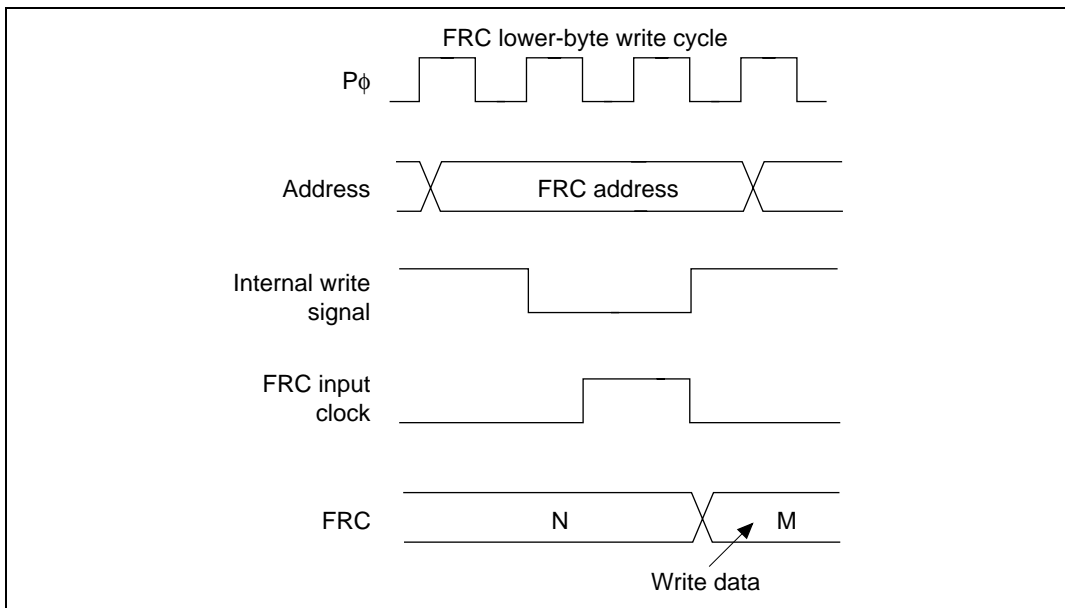 FRC lower-byte write cycle
Pϕ
Address
FRC address
Internal write
signal
FRC input
clock
FRC
N
M
Write data